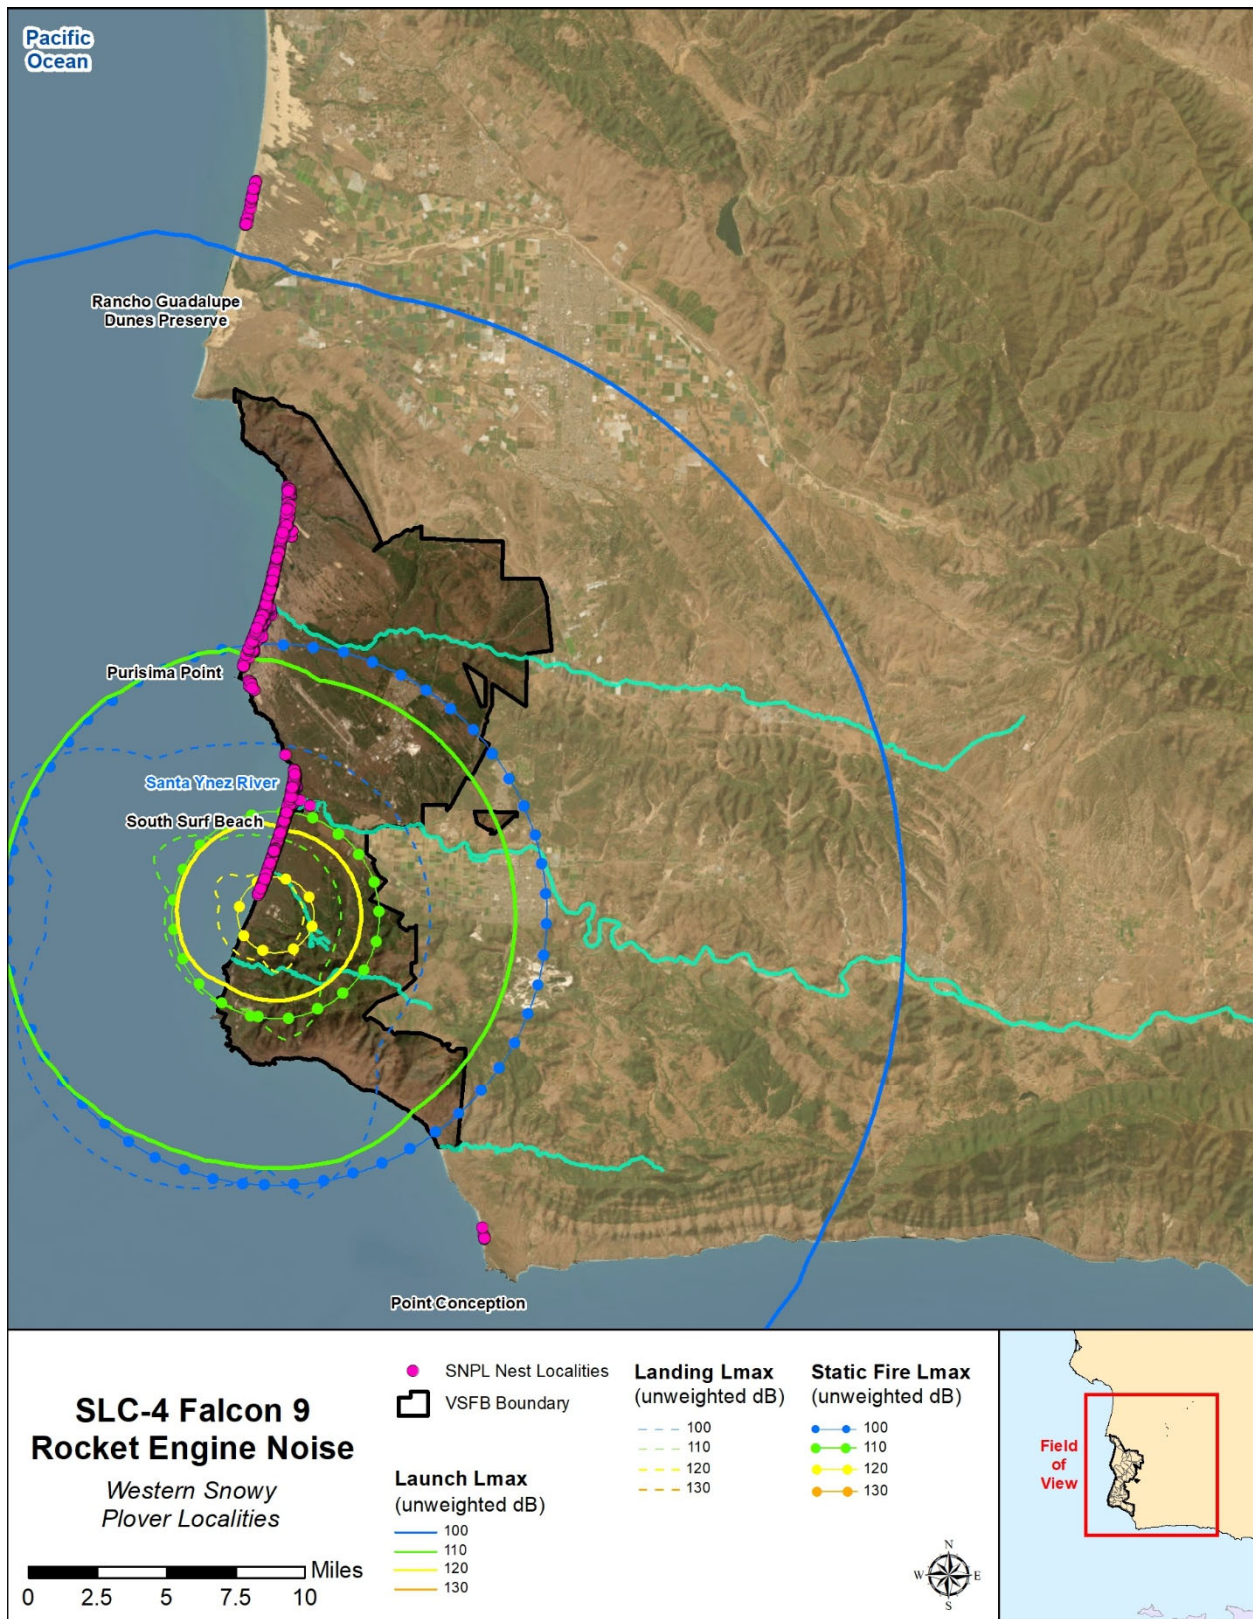 Pacific
Ocean
Rancho Guadalupe
Dunes Preserve
Purisima Point
Santa Ynez River
South Surf Beach
Point Conception
SLC-4 Falcon 9
Rocket Engine Noise
Western Snowy
Plover Localities
Miles
0 2.5 5 7.5 10
SNPL Nest Localities
VSFB Boundary
Launch Lmax
(unweighted dB)
100
110
120
130
Landing Lmax
(unweighted dB)
100
110
120
130
Static Fire Lmax
(unweighted dB)
100
110
120
130
N
W E
S
Field
of
View